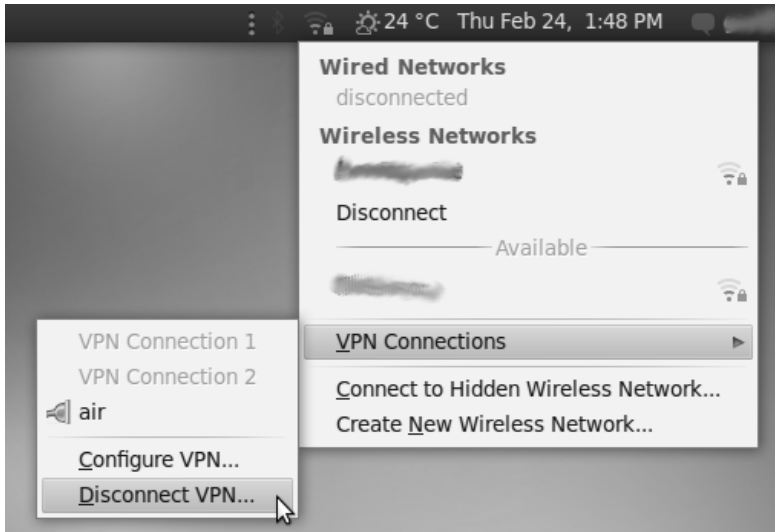 24 °C Thu Feb 24, 1:48 PM
Wired Networks
disconnected
Wireless Networks
Disconnect
Available
VPN Connections
Connect to Hidden Wireless Network...
Create New Wireless Network...
VPN Connection 1
VPN Connection 2
air
Configure VPN...
Disconnect VPN...